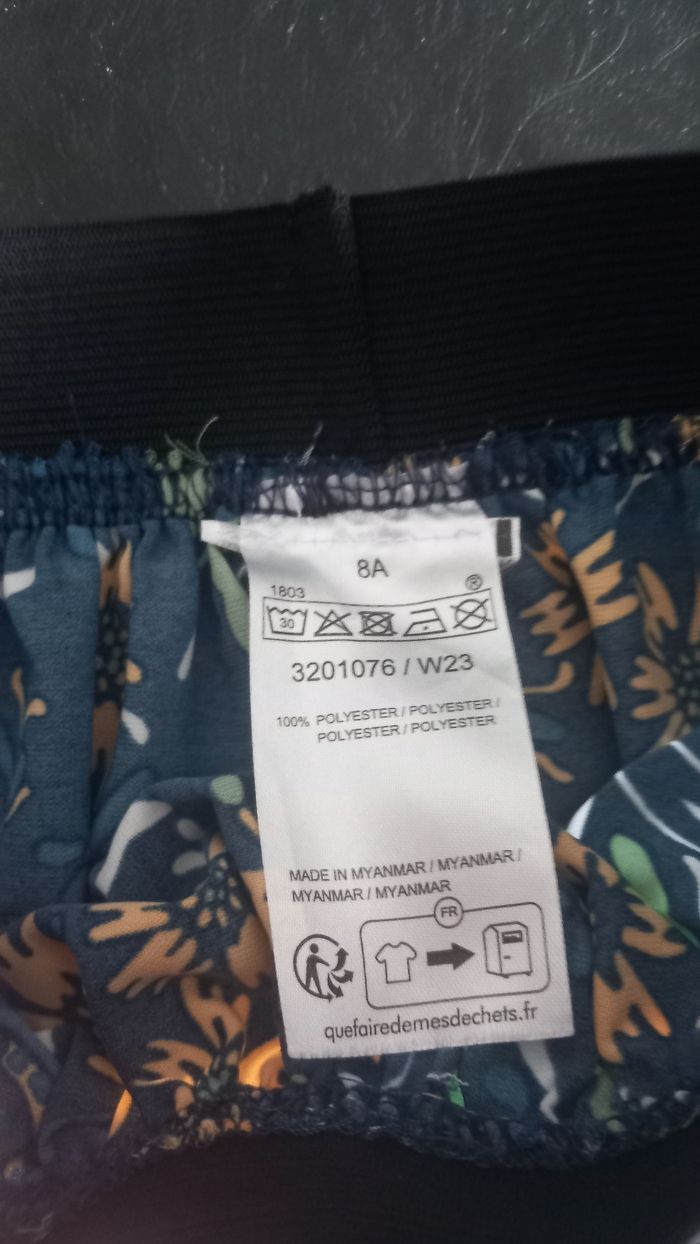 8A
1803
®
30
3201076 / W23
100% POLYESTER / POLYESTER /
POLYESTER / POLYESTER
MADE IN MYANMAR / MYANMAR /
MYANMAR / MYANMAR
FR
quefairedemesdechets.fr